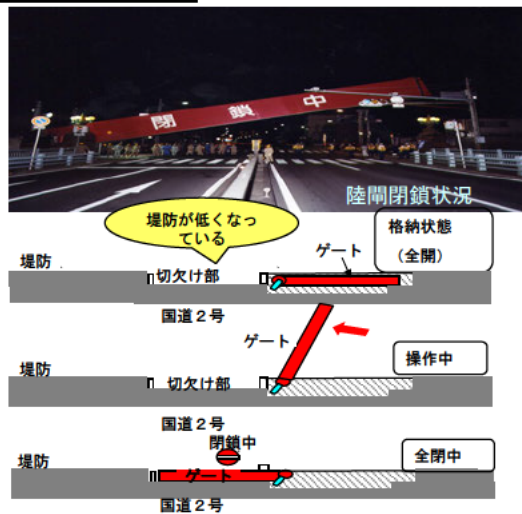 閉鎖中
陸閘閉鎖状況
堤防が低くなっ
ている
格納状態
(全開)
ゲート
堤防
切欠け部
国道2号
ゲート
操作中
堤防
切欠け部
国道2号
閉鎖中
全閉中
堤防
ゲート
国道2号